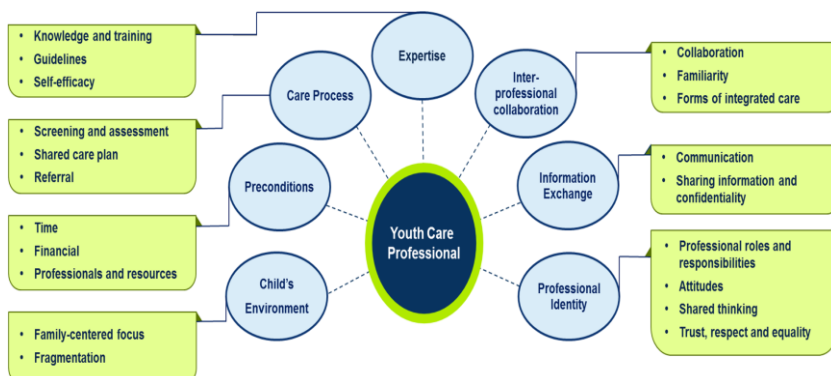 • Knowledge and training
• Guidelines
• Self-efficacy
Expertise
Inter-
professional
collaboration
• Collaboration
• Familiarity
• Forms of integrated care
Care Process
• Screening and assessment
• Shared care plan
• Referral
Information
Exchange
• Communication
• Sharing information and
confidentiality
Preconditions
• Time
• Financial
• Professionals and resources
Youth Care
Professional
Professional
Identity
• Professional roles and
responsibilities
• Attitudes
• Shared thinking
• Trust, respect and equality
Child's
Environment
• Family-centered focus
• Fragmentation